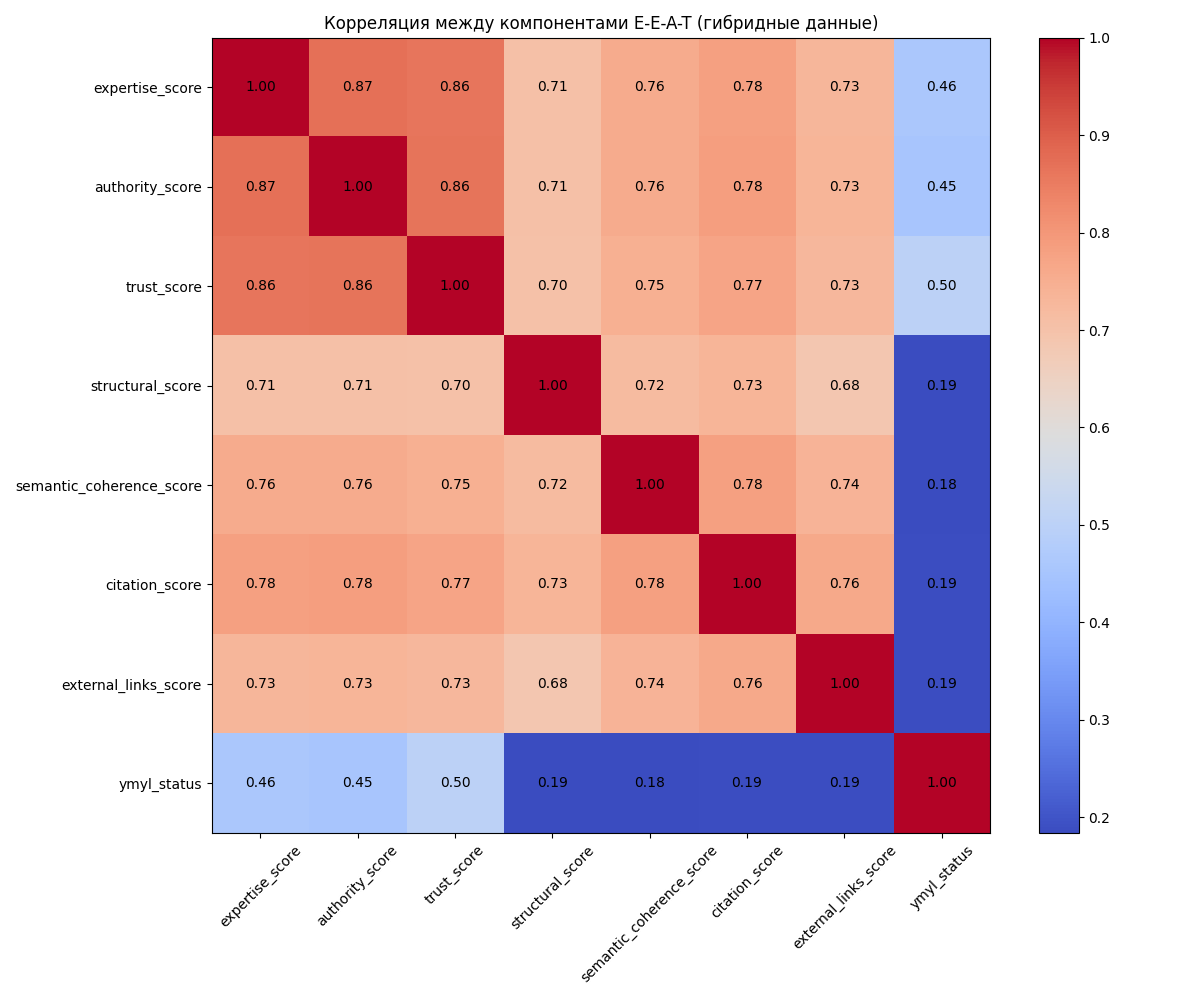 Корреляция между компонентами E-E-A-T (гибридные данные)
expertise_score 1.00 0.87 0.86 0.71 0.76 0.78 0.73 0.46
authority_score 0.87 1.00 0.86 0.71 0.76 0.78 0.73 0.45
trust_score 0.86 0.86 1.00 0.70 0.75 0.77 0.73 0.50
structural_score 0.71 0.71 0.70 1.00 0.72 0.73 0.68 0.19
semantic_coherence_score 0.76 0.76 0.75 0.72 1.00 0.78 0.74 0.18
citation_score 0.78 0.78 0.77 0.73 0.78 1.00 0.76 0.19
external_links_score 0.73 0.73 0.73 0.68 0.74 0.76 1.00 0.19
ymyl_status 0.46 0.45 0.50 0.19 0.18 0.19 0.19 1.00
expertise_score
authority_score
trust_score
structural_score
semantic_coherence_score
citation_score
external_links_score
ymyl_status
1.0
0.9
0.8
0.7
0.6
0.5
0.4
0.3
0.2